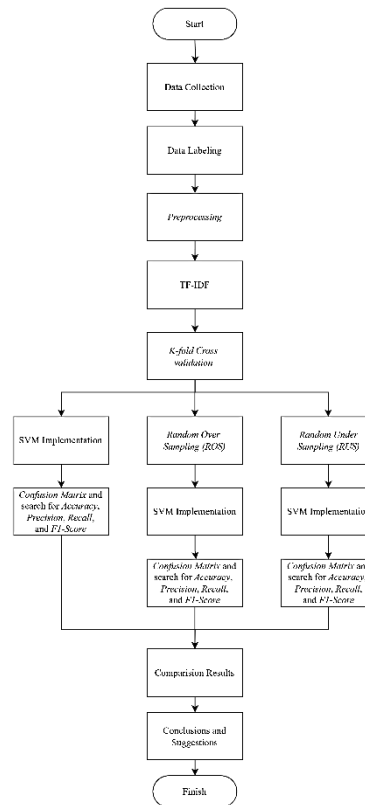 Start
Data Collection
Data Labeling
Preprocessing
TF-IDF
K-fold Cross
validation
SVM Implementation
Random Over
Sampling (ROS)
Random Under
Sampling (RUS)
Confusion Matrix and
search for Accuracy,
Precision, Recall,
and F1-Score
SVM Implementation
SVM Implementation
Confusion Matrix and
search for Accuracy,
Precision, Recall,
and F1-Score
Confusion Matrix and
search for Accuracy,
Precision, Recall,
and F1-Score
Comparision Results
Conclusions and
Suggestions
Finish